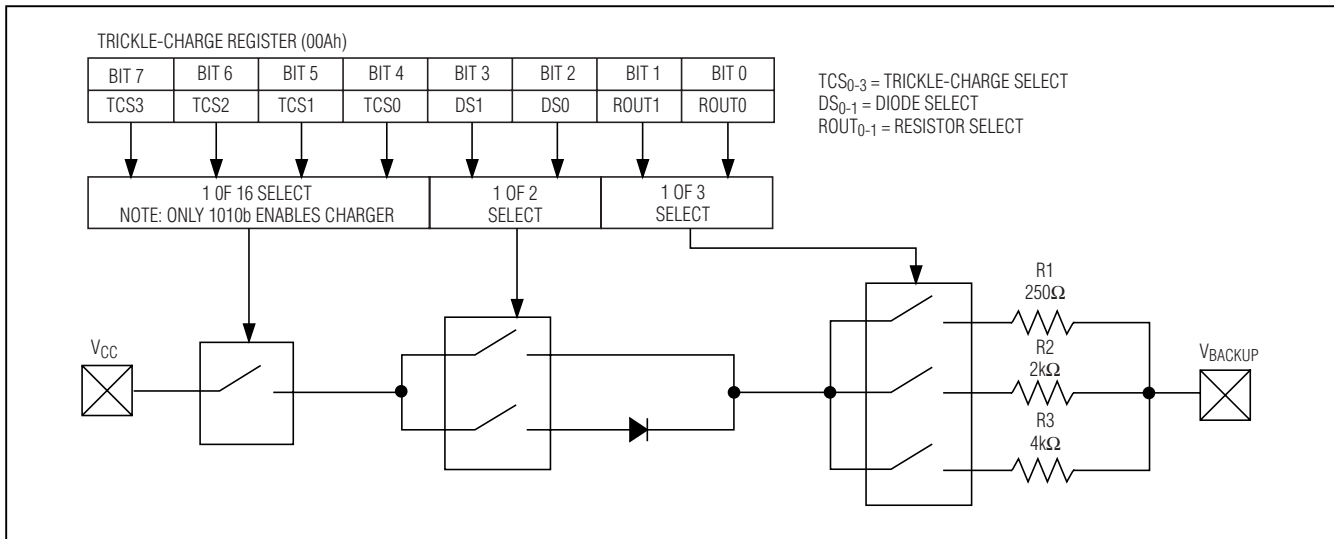 TRICKLE-CHARGE REGISTER (00Ah)
BIT 7 BIT 6 BIT 5 BIT 4 BIT 3 BIT 2 BIT 1 BIT 0
TCS3 TCS2 TCS1 TCS0 DS1 DS0 ROUT1 ROUT0
TCS0-3 = TRICKLE-CHARGE SELECT
DS0-1 = DIODE SELECT
ROUT0-1 = RESISTOR SELECT
1 0F 16 SELECT
NOTE: ONLY 1010b ENABLES CHARGER
1 OF 2
SELECT
1 OF 3
SELECT
R1
250Ω
VCC
R2
2kΩ
VBACKUP
R3
4kΩ